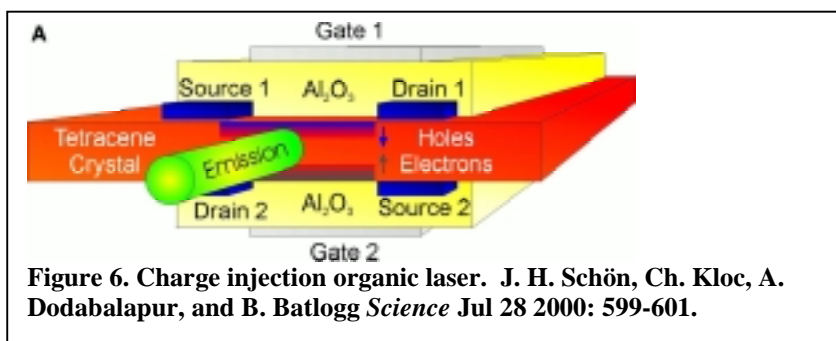 A
Gate 1
Source 1 Al₂O₃ Drain 1
Tetracene Crystal
Emission
Holes
Electrons
Drain 2 Al₂O₃ Source 2
Gate 2
Figure 6. Charge injection organic laser. J. H. Schön, Ch. Kloc, A.
Dodabalapur, and B. Batlogg Science Jul 28 2000: 599-601.